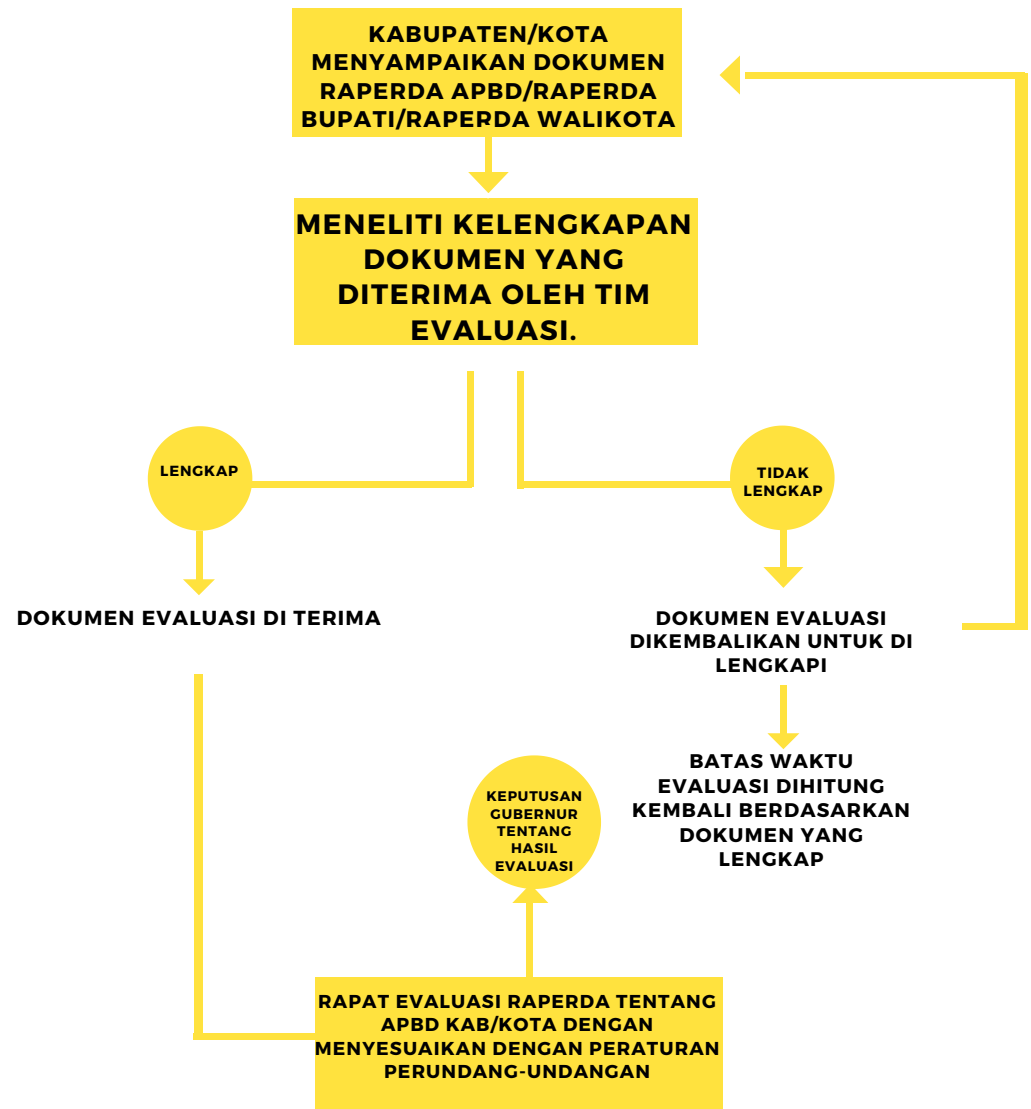 KABUPATEN/KOTA
MENYAMPAIKAN DOKUMEN
RAPERDA APBD/RAPERDA
BUPATI/RAPERDA WALIKOTA
MENELITI KELENGKAPAN
DOKUMEN YANG
DITERIMA OLEH TIM
EVALUASI.
LENGKAP
TIDAK
LENGKAP
DOKUMEN EVALUASI DI TERIMA
DOKUMEN EVALUASI
DIKEMBALIKAN UNTUK DI
LENGKAPI
BATAS WAKTU
EVALUASI DIHITUNG
KEMBALI BERDASARKAN
DOKUMEN YANG
LENGKAP
KEPUTUSAN
GUBERNUR
TENTANG
HASIL
EVALUASI
RAPAT EVALUASI RAPERDA TENTANG
APBD KAB/KOTA DENGAN
MENYESUAIKAN DENGAN PERATURAN
PERUNDANG-UNDANGAN